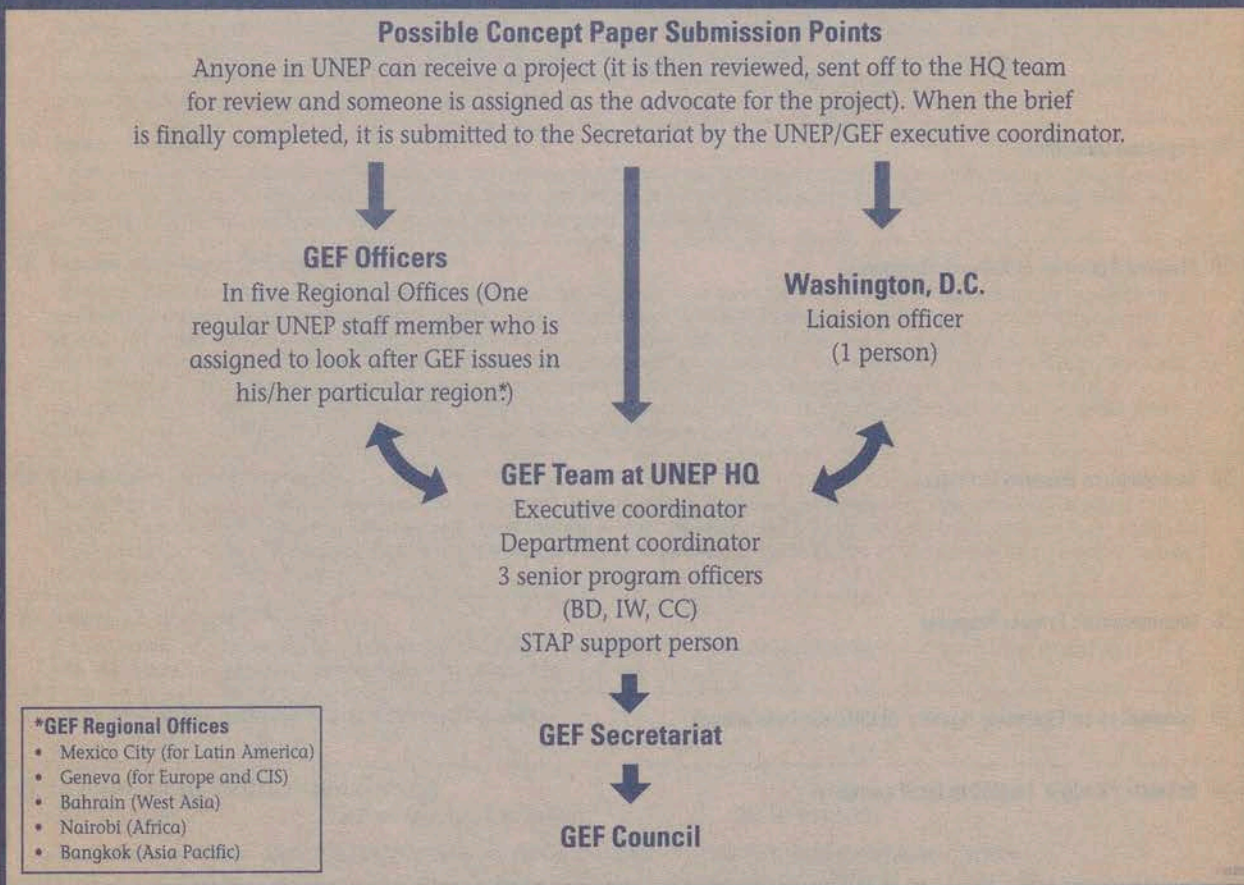 Possible Concept Paper Submission Points
Anyone in UNEP can receive a project (it is then reviewed, sent off to the HQ team
for review and someone is assigned as the advocate for the project). When the brief
is finally completed, it is submitted to the Secretariat by the UNEP/GEF executive coordinator.
GEF Officers
In five Regional Offices (One
regular UNEP staff member who is
assigned to look after GEF issues in
his/her particular region*)
Washington, D.C.
Liaision officer
(1 person)
GEF Team at UNEP HQ
Executive coordinator
Department coordinator
3 senior program officers
(BD, IW, CC)
STAP support person
GEF Secretariat
GEF Council
*GEF Regional Offices
• Mexico City (for Latin America)
• Geneva (for Europe and CIS)
• Bahrain (West Asia)
• Nairobi (Africa)
• Bangkok (Asia Pacific)